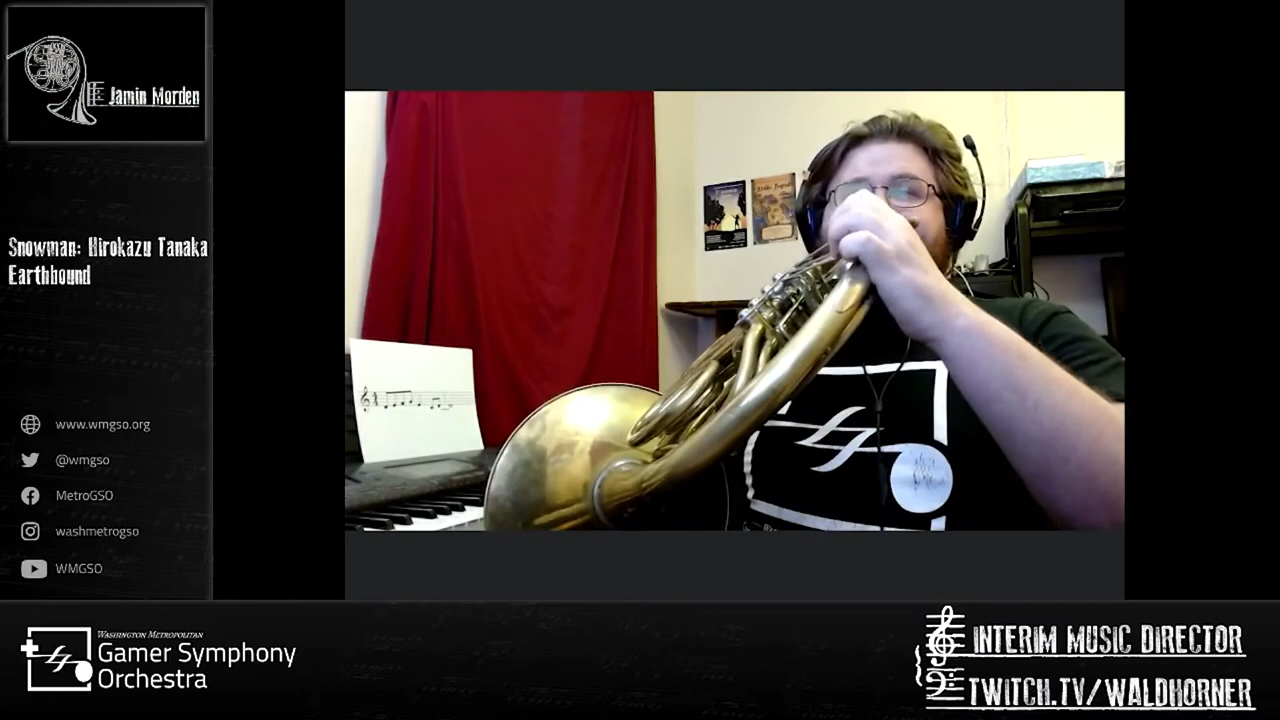 Jamin Morden
Snowman: Hirokazu Tanaka
Earthbound
www.wmgso.org
@wmgso
MetroGSO
washmetrogso
WMGSO
Washington Metropolitan
Gamer Symphony
Orchestra
INTERIM MUSIC DIRECTOR
TWITCH.TV/WALDHORNER